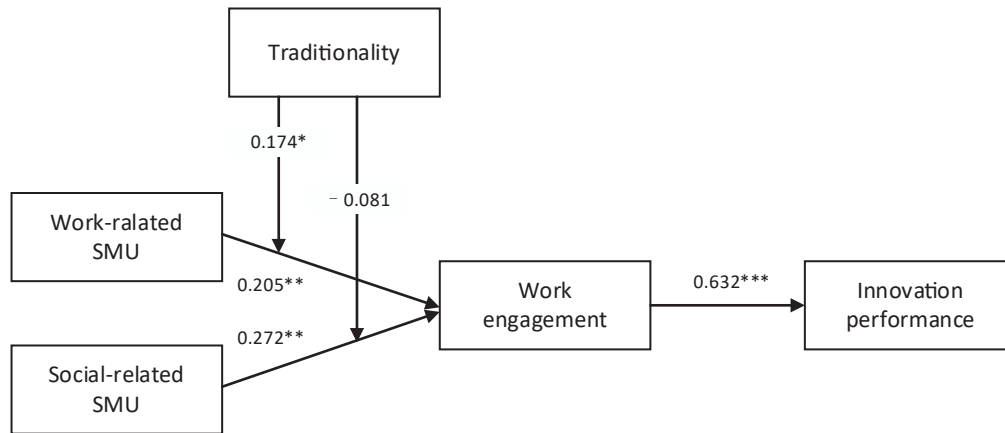 Traditionality
0.174*
- 0.081
Work-ralated
SMU
0.205**
Work
engagement
0.632***
Innovation
performance
0.272**
Social-related
SMU